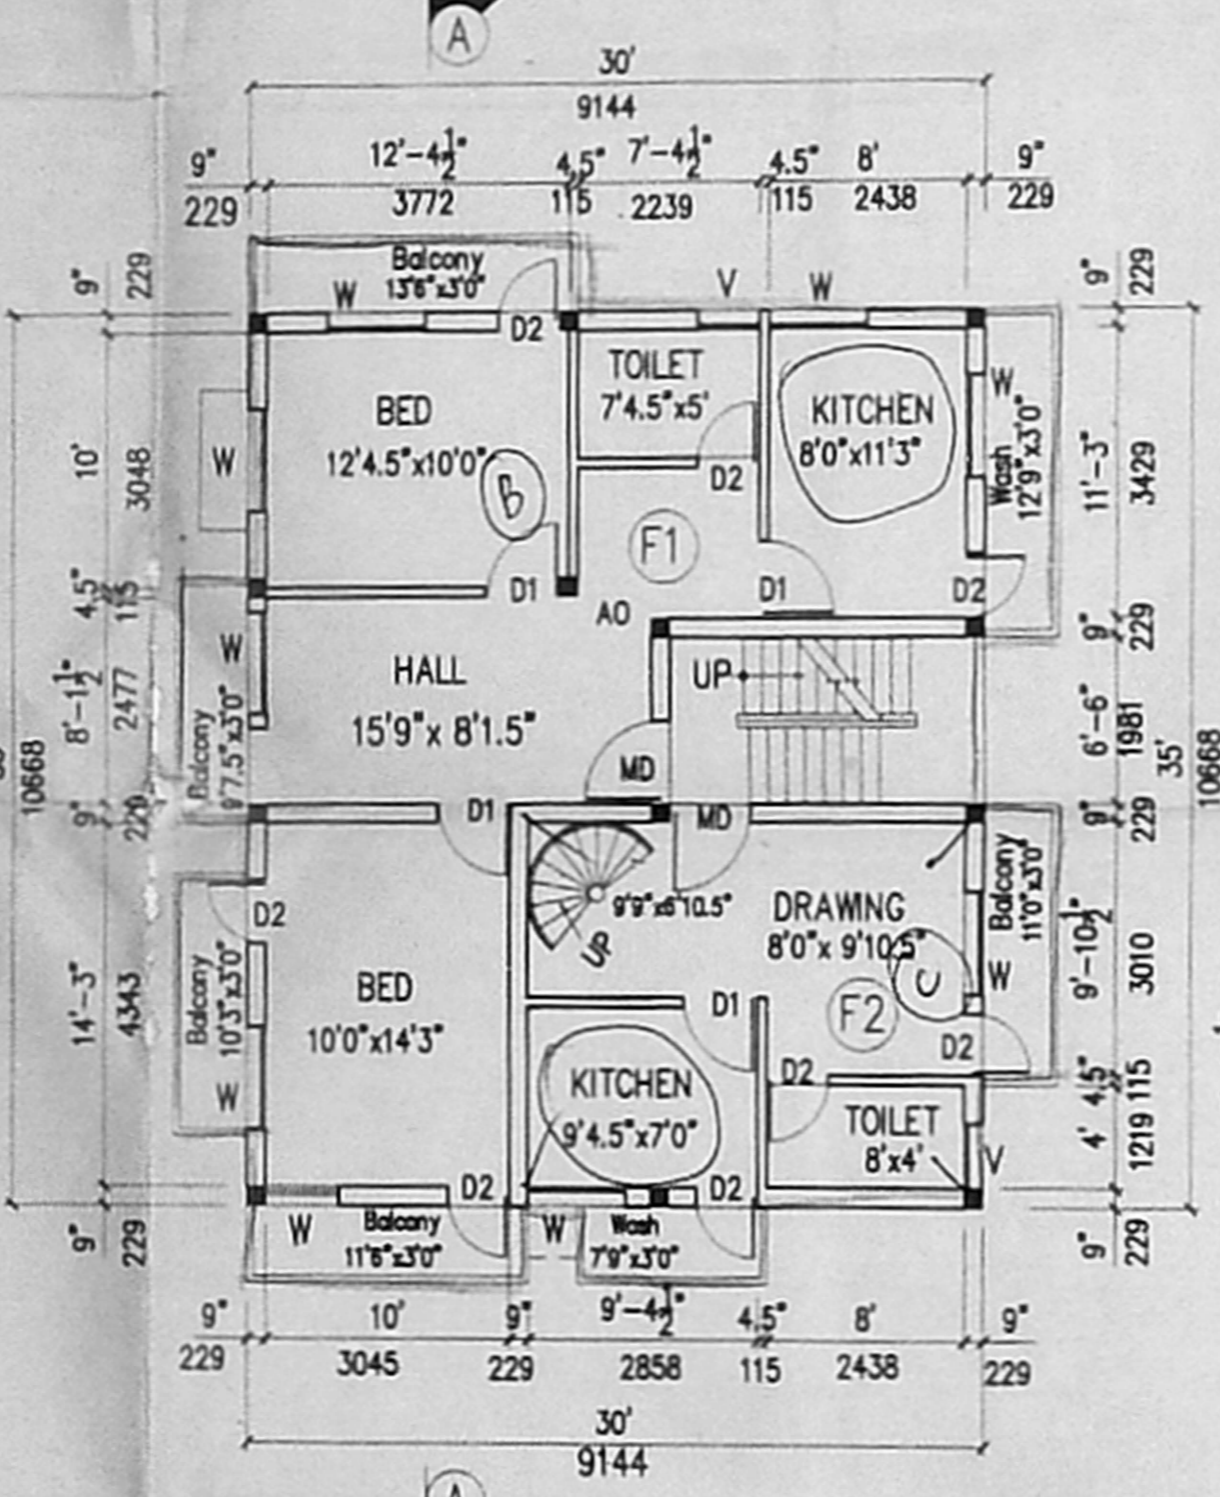 A
30'
9144
9" 12'-4½" 4.5" 7'-4½" 4.5" 8' 9"
229 3772 115 2239 115 2438 229
Balcony
13'6"x3'0"
W D2 V W
9" 229
10' 3048
4.5" 115
8'-1½" 2477
9" 229
14'-3" 4343
9" 229
10668
BED
12'4.5"x10'0"
B
W
D1
TOILET
7'4.5"x5'
D2
F1
AO
KITCHEN
8'0"x11'3"
D1 D2
W
Wash
12'9"x3'0"
9" 229
11'-3" 3429
9" 229
6'-6" 1981
9" 229
9'-10½" 3010
4.5" 115
4' 1219
9" 229
35'
10668
HALL
15'9"x 8'1.5"
W
Balcony
9'7.5"x3'0"
UP
MD
D1
MD
9'9"x6'10.5"
UP
DRAWING
8'0"x 9'10.5"
Balcony
11'0"x3'0"
W
D2
BED
10'0"x14'3"
Balcony
10'3"x3'0"
W
D1
F2
D2
D2
KITCHEN
9'4.5"x7'0"
TOILET
8'x4'
V
D2 D2
W
Balcony
11'6"x3'0"
W
Wash
7'9"x3'0"
9" 10' 9" 9'-4½" 4.5" 8' 9"
229 3045 229 2858 115 2438 229
30'
9144
A